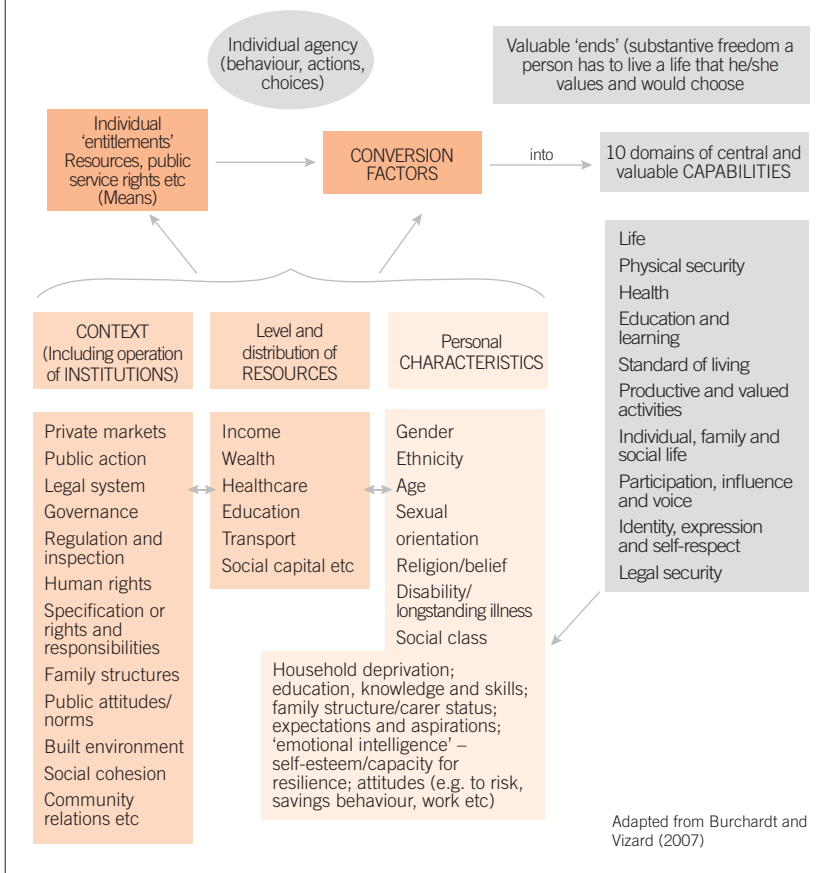 Individual agency
(behaviour, actions,
choices)
Valuable ‘ends’ (substantive freedom a
person has to live a life that he/she
values and would choose
Individual
‘entitlements’
Resources, public
service rights etc
(Means)
CONVERSION
FACTORS
into
10 domains of central and
valuable CAPABILITIES
Life
Physical security
Health
Education and
learning
Standard of living
Productive and valued
activities
Individual, family and
social life
Participation, influence
and voice
Identity, expression
and self-respect
Legal security
CONTEXT
(Including operation
of INSTITUTIONS)
Level and
distribution of
RESOURCES
Personal
CHARACTERISTICS
Private markets
Public action
Legal system
Governance
Regulation and
inspection
Human rights
Specification or
rights and
responsibilities
Family structures
Public attitudes/
norms
Built environment
Social cohesion
Community
relations etc
Income
Wealth
Healthcare
Education
Transport
Social capital etc
Gender
Ethnicity
Age
Sexual
orientation
Religion/belief
Disability/
longstanding illness
Social class
Household deprivation;
education, knowledge and skills;
family structure/carer status;
expectations and aspirations;
‘emotional intelligence’ –
self-esteem/capacity for
resilience; attitudes (e.g. to risk,
savings behaviour, work etc)
Adapted from Burchardt and
Vizard (2007)